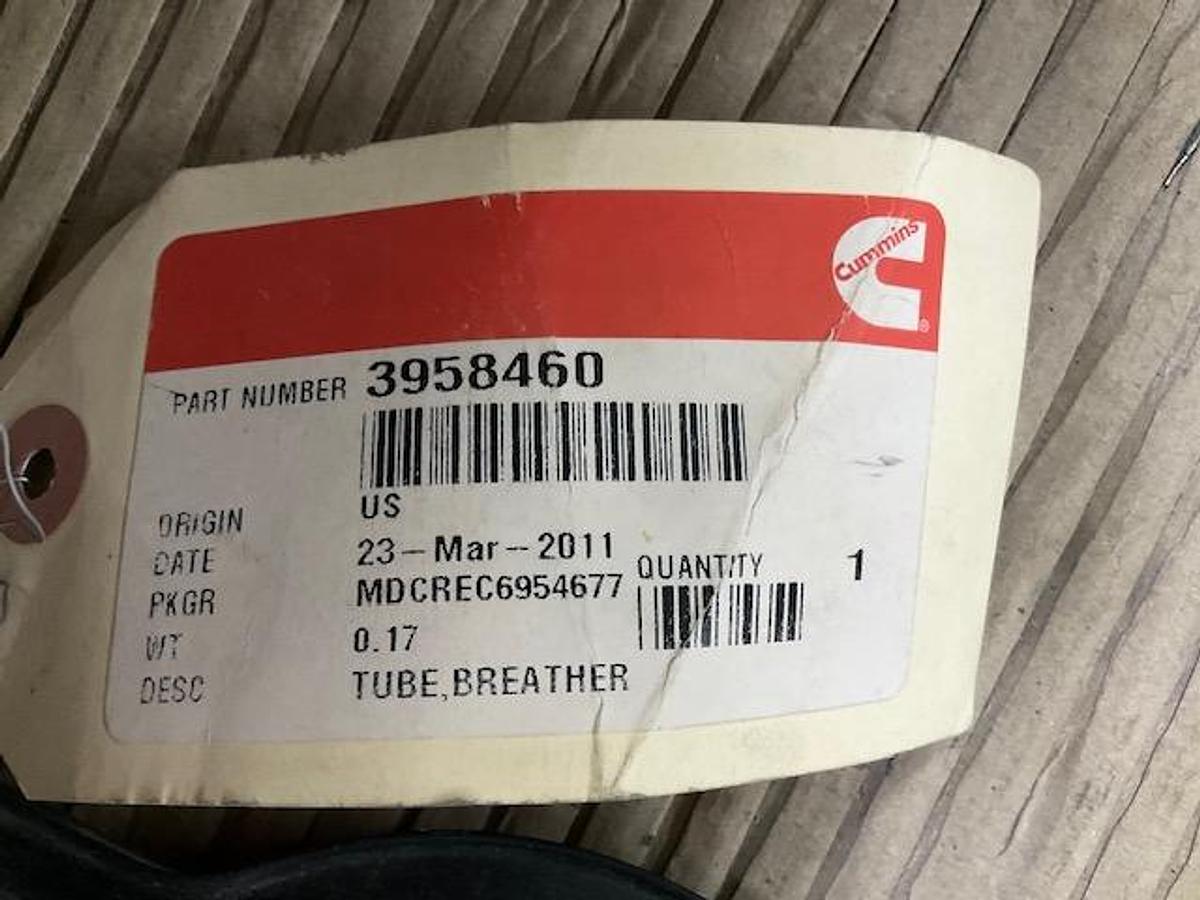 Cummins
®
PART NUMBER 3958460
ORIGIN US
DATE 23-Mar-2011
PKGR MDCREC6954677
QUANTITY 1
WT 0.17
DESC TUBE,BREATHER